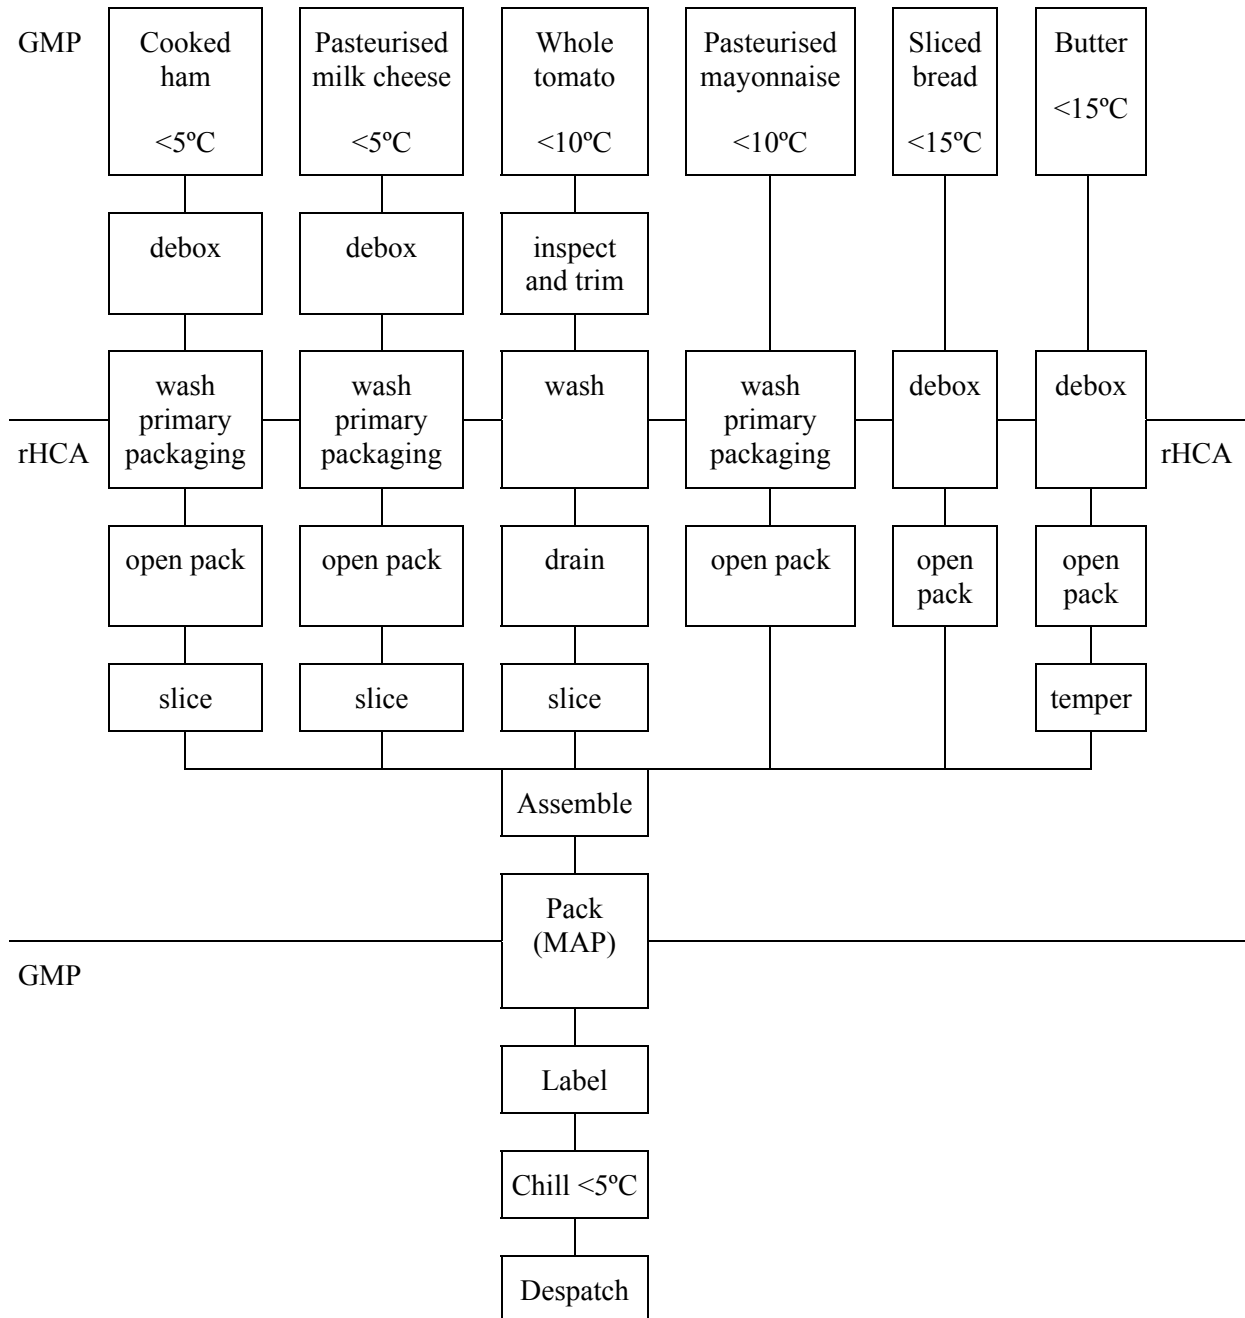 GMP
Cooked
ham
<5ºC
Pasteurised
milk cheese
<5ºC
Whole
tomato
<10ºC
Pasteurised
mayonnaise
<10ºC
Sliced
bread
<15ºC
Butter
<15ºC
debox
debox
inspect
and trim
wash
primary
packaging
wash
primary
packaging
wash
wash
primary
packaging
debox
debox
rHCA
rHCA
open pack
open pack
drain
open pack
open
pack
open
pack
slice
slice
slice
temper
Assemble
Pack
(MAP)
GMP
Label
Chill <5ºC
Despatch